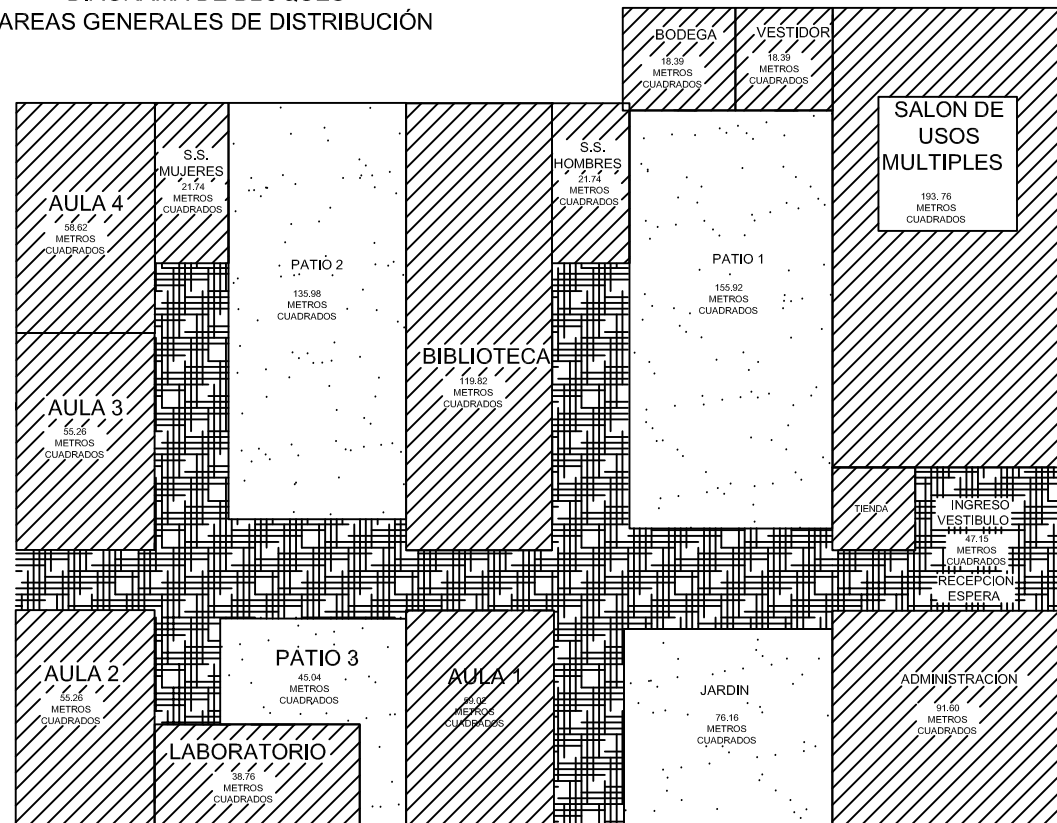 AREAS GENERALES DE DISTRIBUCIÓN
BODEGA
18.39
METROS
CUADRADOS
VESTIDOR
18.39
METROS
CUADRADOS
SALON DE
USOS
MULTIPLES
193.76
METROS
CUADRADOS
AULA 4
58.62
METROS
CUADRADOS
S.S.
MUJERES
21.74
METROS
CUADRADOS
PATIO 2
135.98
METROS
CUADRADOS
S.S.
HOMBRES
21.74
METROS
CUADRADOS
PATIO 1
155.92
METROS
CUADRADOS
BIBLIOTECA
119.82
METROS
CUADRADOS
AULA 3
55.26
METROS
CUADRADOS
TIENDA
INGRESO
VESTIBULO
47.15
METROS
CUADRADOS
RECEPCION
ESPERA
AULA 2
55.26
METROS
CUADRADOS
PATIO 3
45.04
METROS
CUADRADOS
LABORATORIO
38.76
METROS
CUADRADOS
AULA 1
59.02
METROS
CUADRADOS
JARDIN
76.16
METROS
CUADRADOS
ADMINISTRACION
91.60
METROS
CUADRADOS